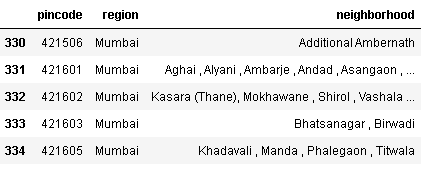 pincode region neighborhood
330 421506 Mumbai Additional Ambernath
331 421601 Mumbai Aghai , Alyani , Ambarje , Andad , Asangaon , ...
332 421602 Mumbai Kasara (Thane), Mokhawane , Shirol , Vashala ...
333 421603 Mumbai Bhatsanagar , Birwadi
334 421605 Mumbai Khadavali , Manda , Phalegaon , Titwala